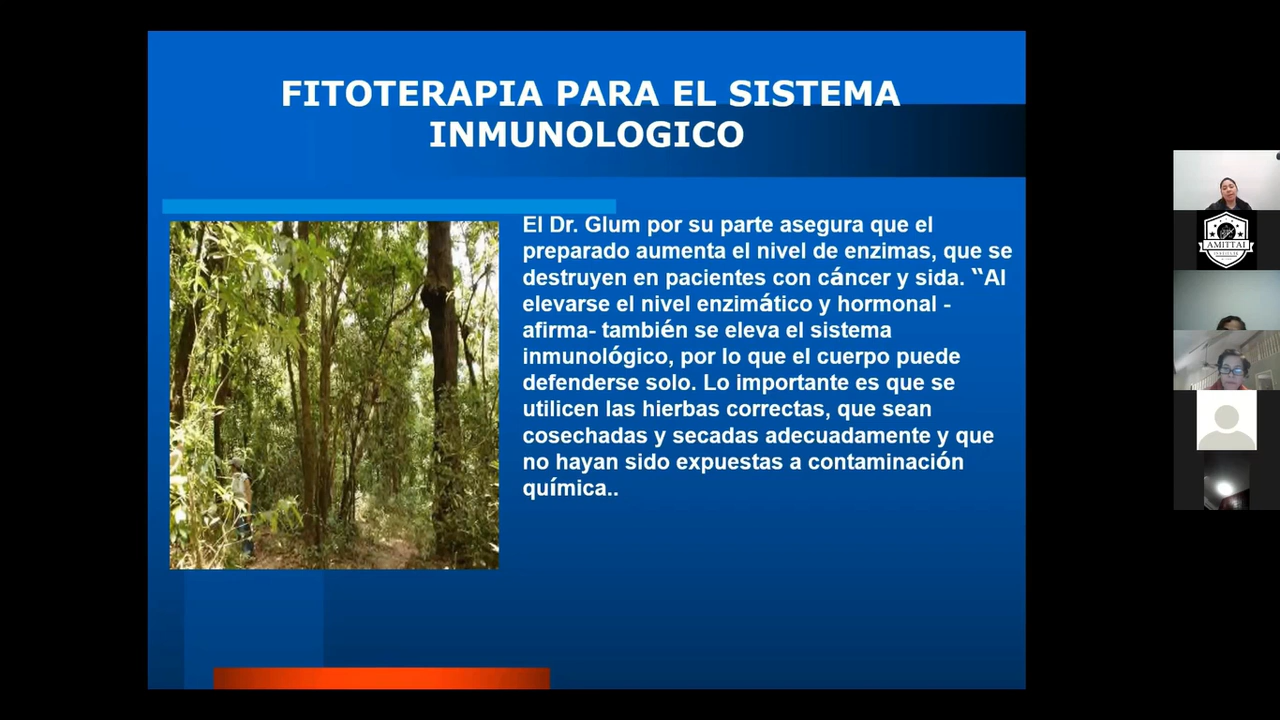 FITOTERAPIA PARA EL SISTEMA
INMUNOLOGICO
El Dr. Glum por su parte asegura que el
preparado aumenta el nivel de enzimas, que se
destruyen en pacientes con cáncer y sida. “Al
elevarse el nivel enzimático y hormonal -
afirma- también se eleva el sistema
inmunológico, por lo que el cuerpo puede
defenderse solo. Lo importante es que se
utilicen las hierbas correctas, que sean
cosechadas y secadas adecuadamente y que
no hayan sido expuestas a contaminación
química..
AMITTAI